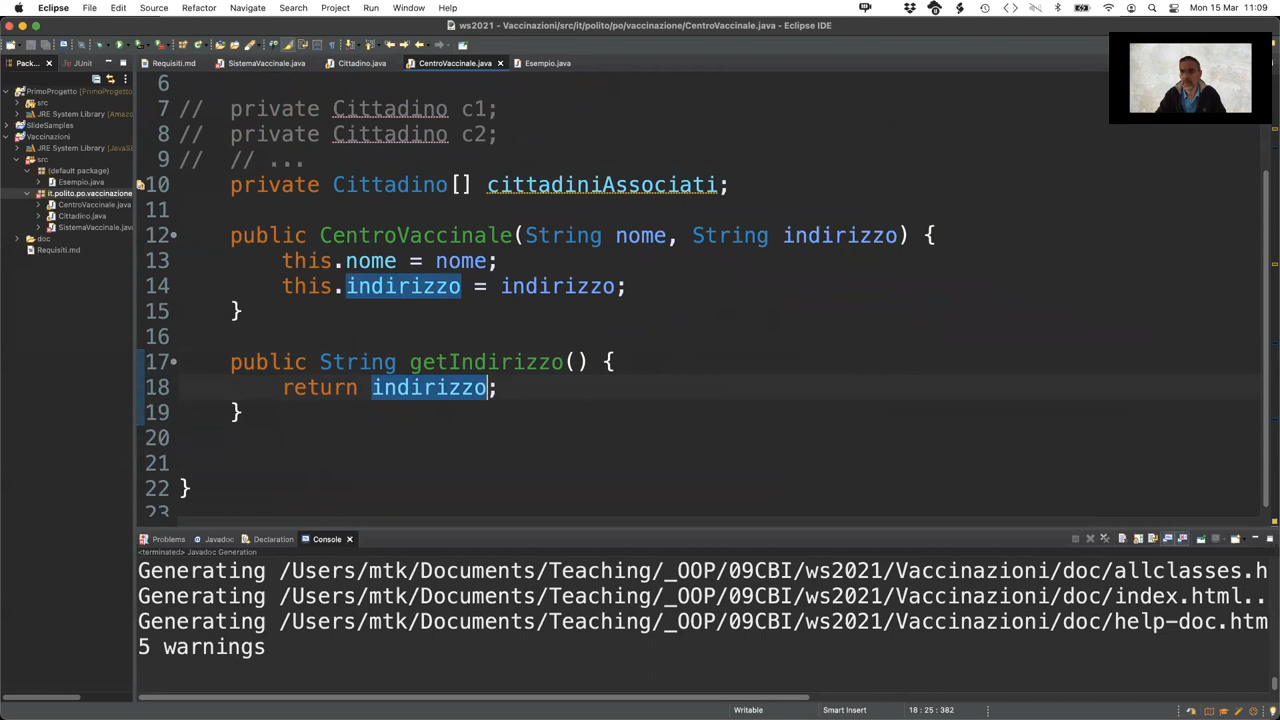 Eclipse File Edit Source Refactor Navigate Search Project Run Window Help Mon 15 Mar 11:09
ws2021 - Vaccinazioni/src/it/polito/po/vaccinazione/CentroVaccinale.java - Eclipse IDE
Pack... JUnit Requisiti.md SistemaVaccinale.java Cittadino.java CentroVaccinale.java Esempio.java
PrimoProgetto
src
JRE System Library [Amazo
SlideSamples
Vaccinazioni
JRE System Library [JavaS
src
(default package)
Esempio.java
it.polito.po.vaccinazione
CentroVaccinale.java
Cittadino.java
SistemaVaccinale.java
doc
Requisiti.md
6
7 // private Cittadino c1;
8 // private Cittadino c2;
9 // // ...
10 private Cittadino[] cittadiniAssociati;
11
12 public CentroVaccinale(String nome, String indirizzo) {
13 this.nome = nome;
14 this.indirizzo = indirizzo;
15 }
16
17 public String getIndirizzo() {
18 return indirizzo;
19 }
20
21
22 }
23
Problems Javadoc Declaration Console
<terminated> Javadoc Generation
Generating /Users/mtk/Documents/Teaching/_OOP/09CBI/ws2021/Vaccinazioni/doc/allclasses.h
Generating /Users/mtk/Documents/Teaching/_OOP/09CBI/ws2021/Vaccinazioni/doc/index.html..
Generating /Users/mtk/Documents/Teaching/_OOP/09CBI/ws2021/Vaccinazioni/doc/help-doc.htm
5 warnings
Writable Smart Insert 18 : 25 : 382